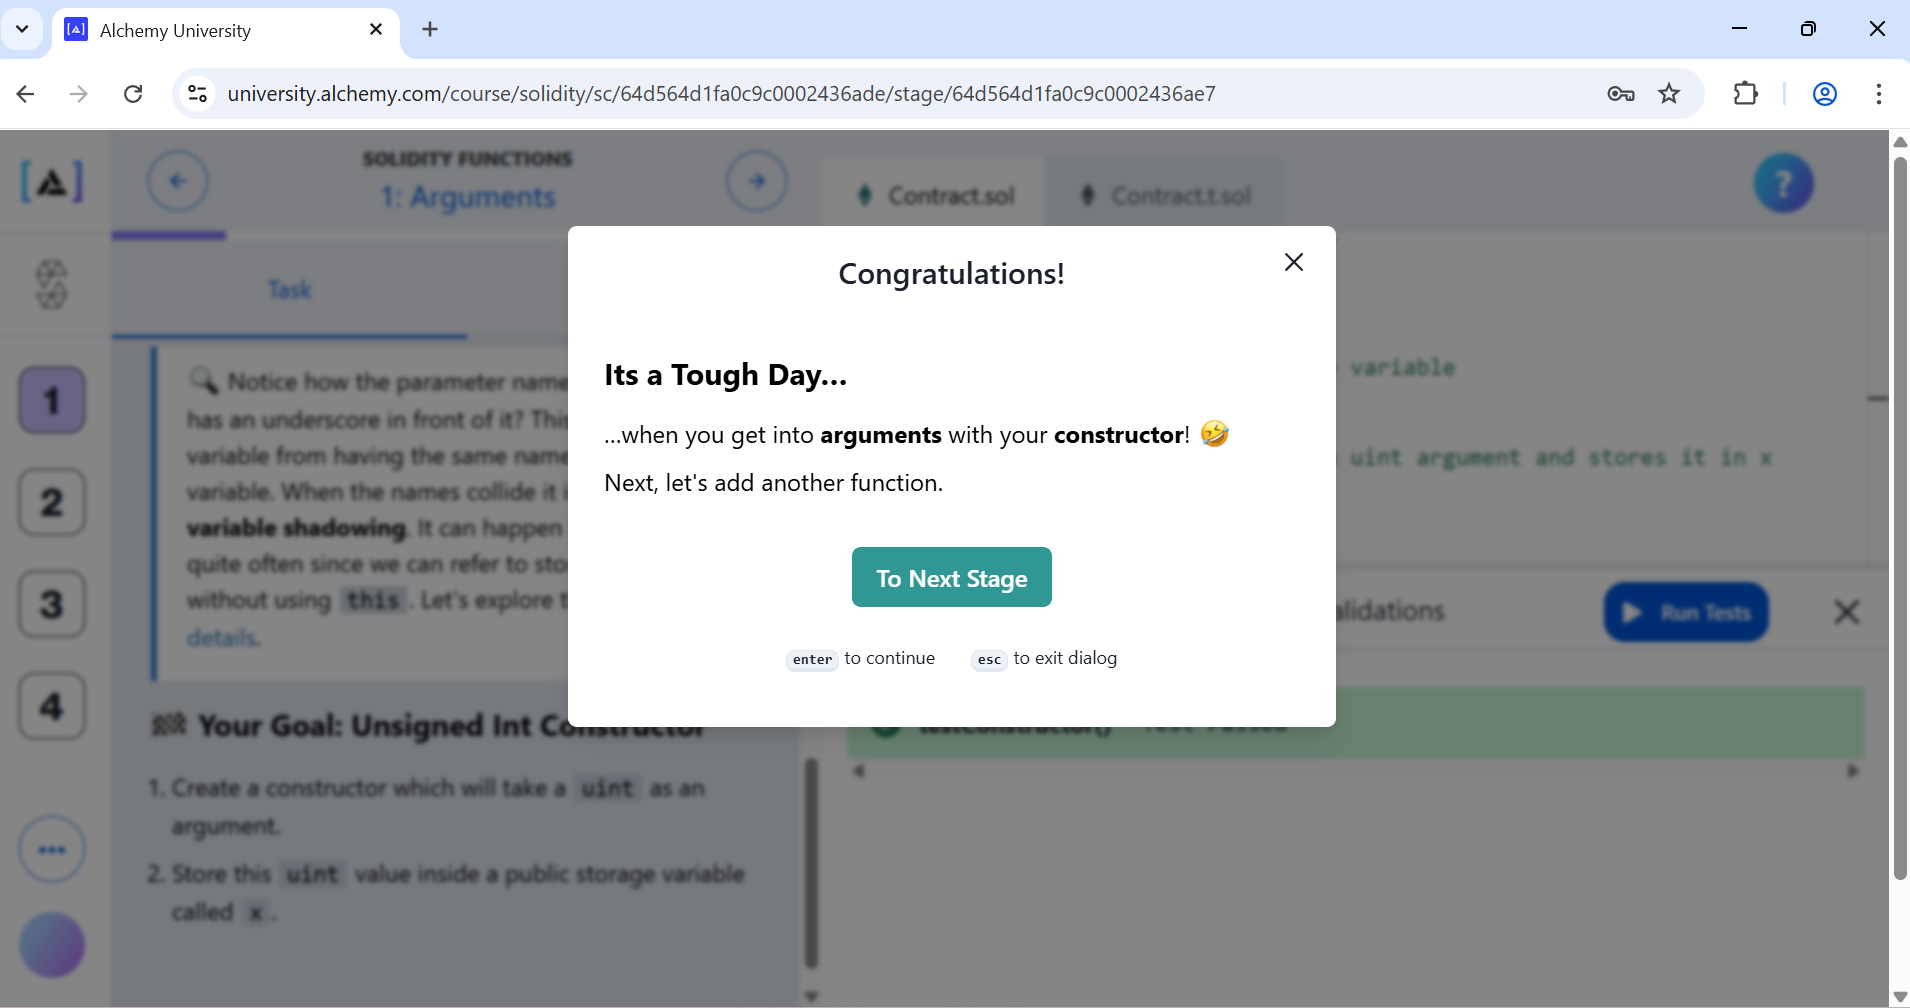 Alchemy University
university.alchemy.com/course/solidity/sc/64d564d1fa0c9c0002436ade/stage/64d564d1fa0c9c0002436ae7
SOLIDITY FUNCTIONS
1: Arguments
Contract.sol
Contract.t.sol
?
Task
1
2
3
4
🔍 Notice how the parameter name
has an underscore in front of it? This
variable from having the same name
variable. When the names collide it i
variable shadowing. It can happen
quite often since we can refer to sto
without using this. Let's explore t
details.
🏁 Your Goal: Unsigned Int Constructor
1. Create a constructor which will take a uint as an
argument.
2. Store this uint value inside a public storage variable
called x.
variable
uint argument and stores it in x
alidations
Run Tests
testConstructor() Test Passed
Congratulations!
Its a Tough Day...
...when you get into arguments with your constructor! 🤣
Next, let's add another function.
To Next Stage
enter to continue
esc to exit dialog